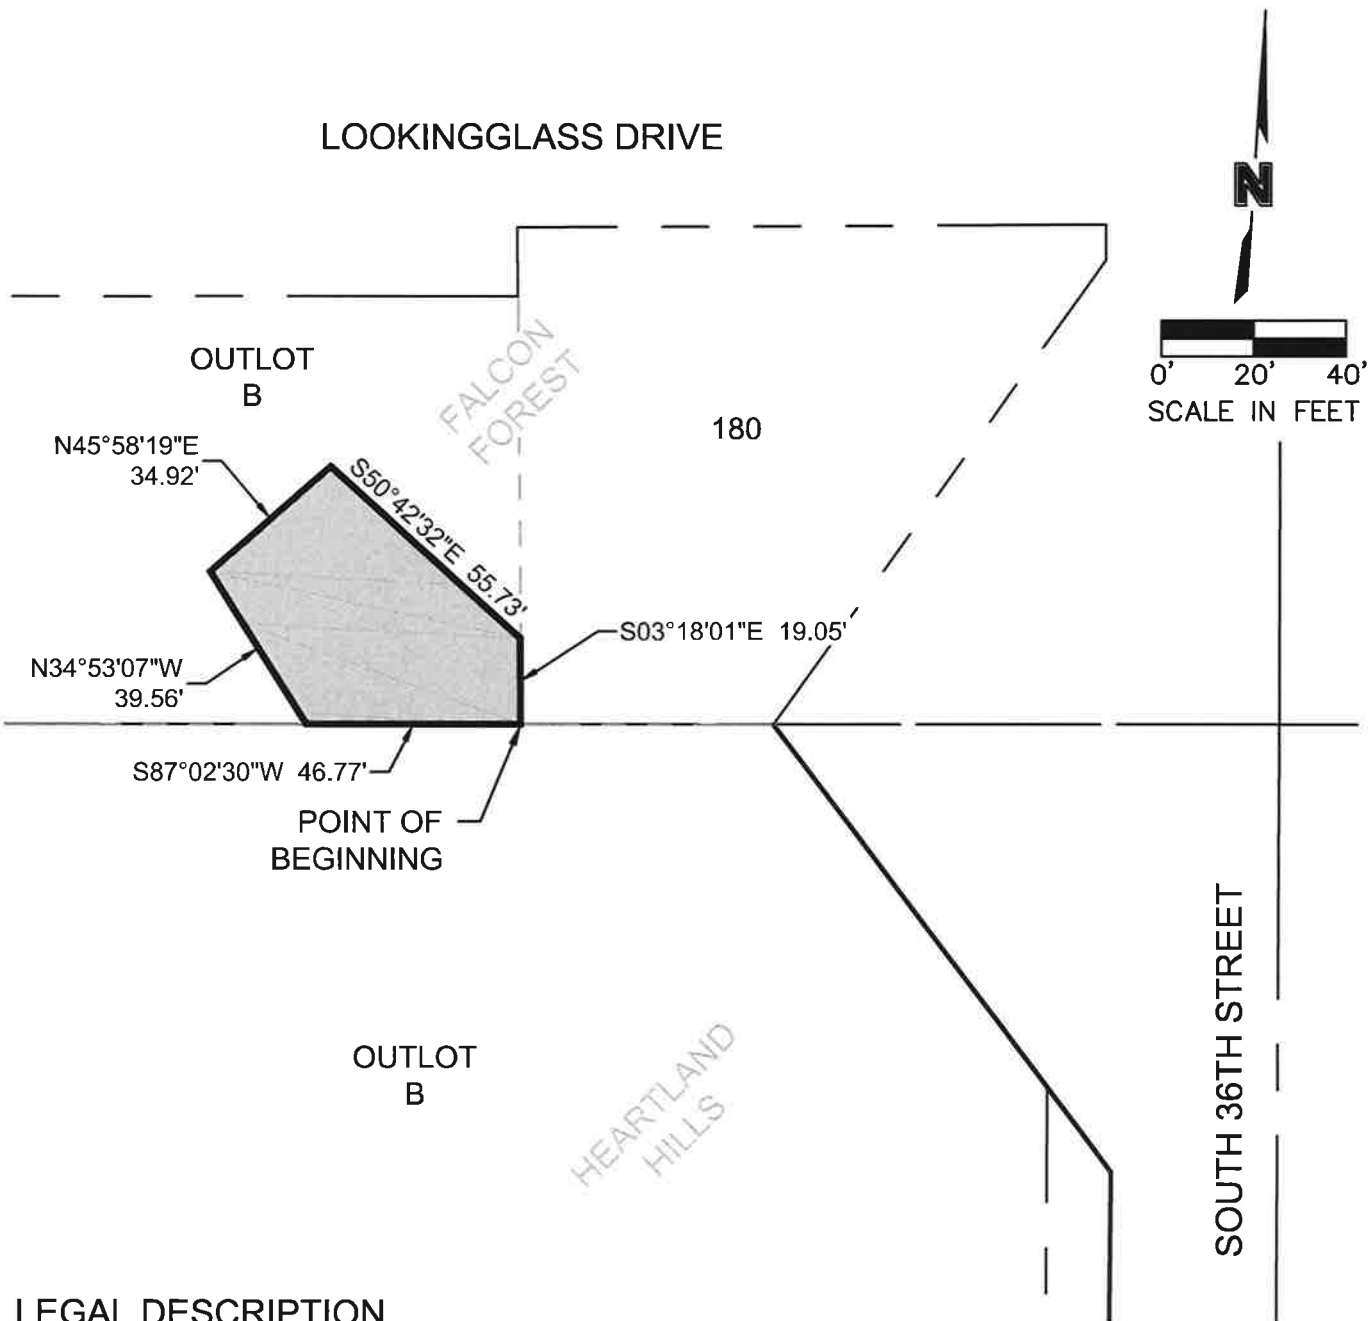 LOOKINGGLASS DRIVE
N
0' 20' 40'
SCALE IN FEET
OUTLOT
B
FALCON
FOREST
180
N45°58'19"E
34.92'
S50°42'32"E 55.73'
S03°18'01"E 19.05'
N34°53'07"W
39.56'
S87°02'30"W 46.77'
POINT OF
BEGINNING
OUTLOT
B
HEARTLAND
HILLS
SOUTH 36TH STREET
LEGAL DESCRIPTION